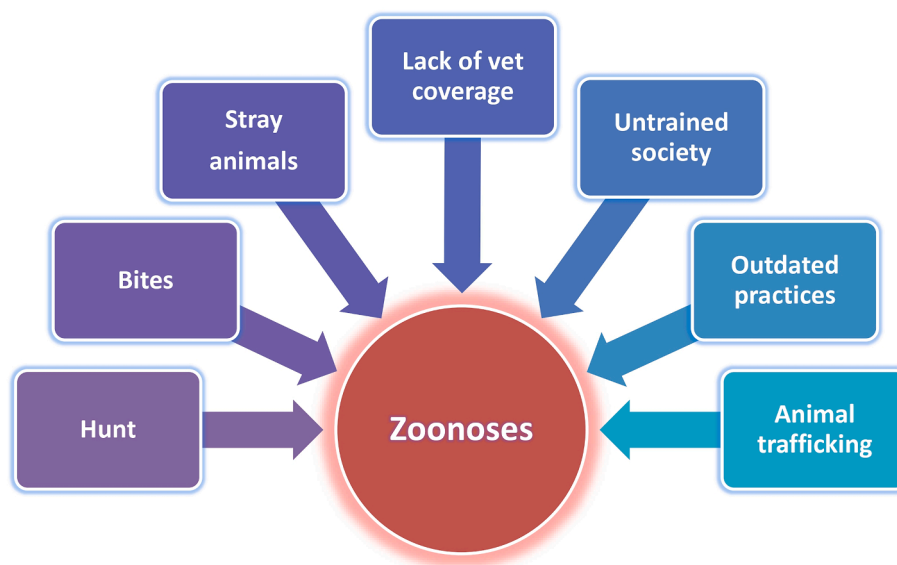 Lack of vet
coverage
Stray
animals
Untrained
society
Bites
Outdated
practices
Hunt
Zoonoses
Animal
trafficking